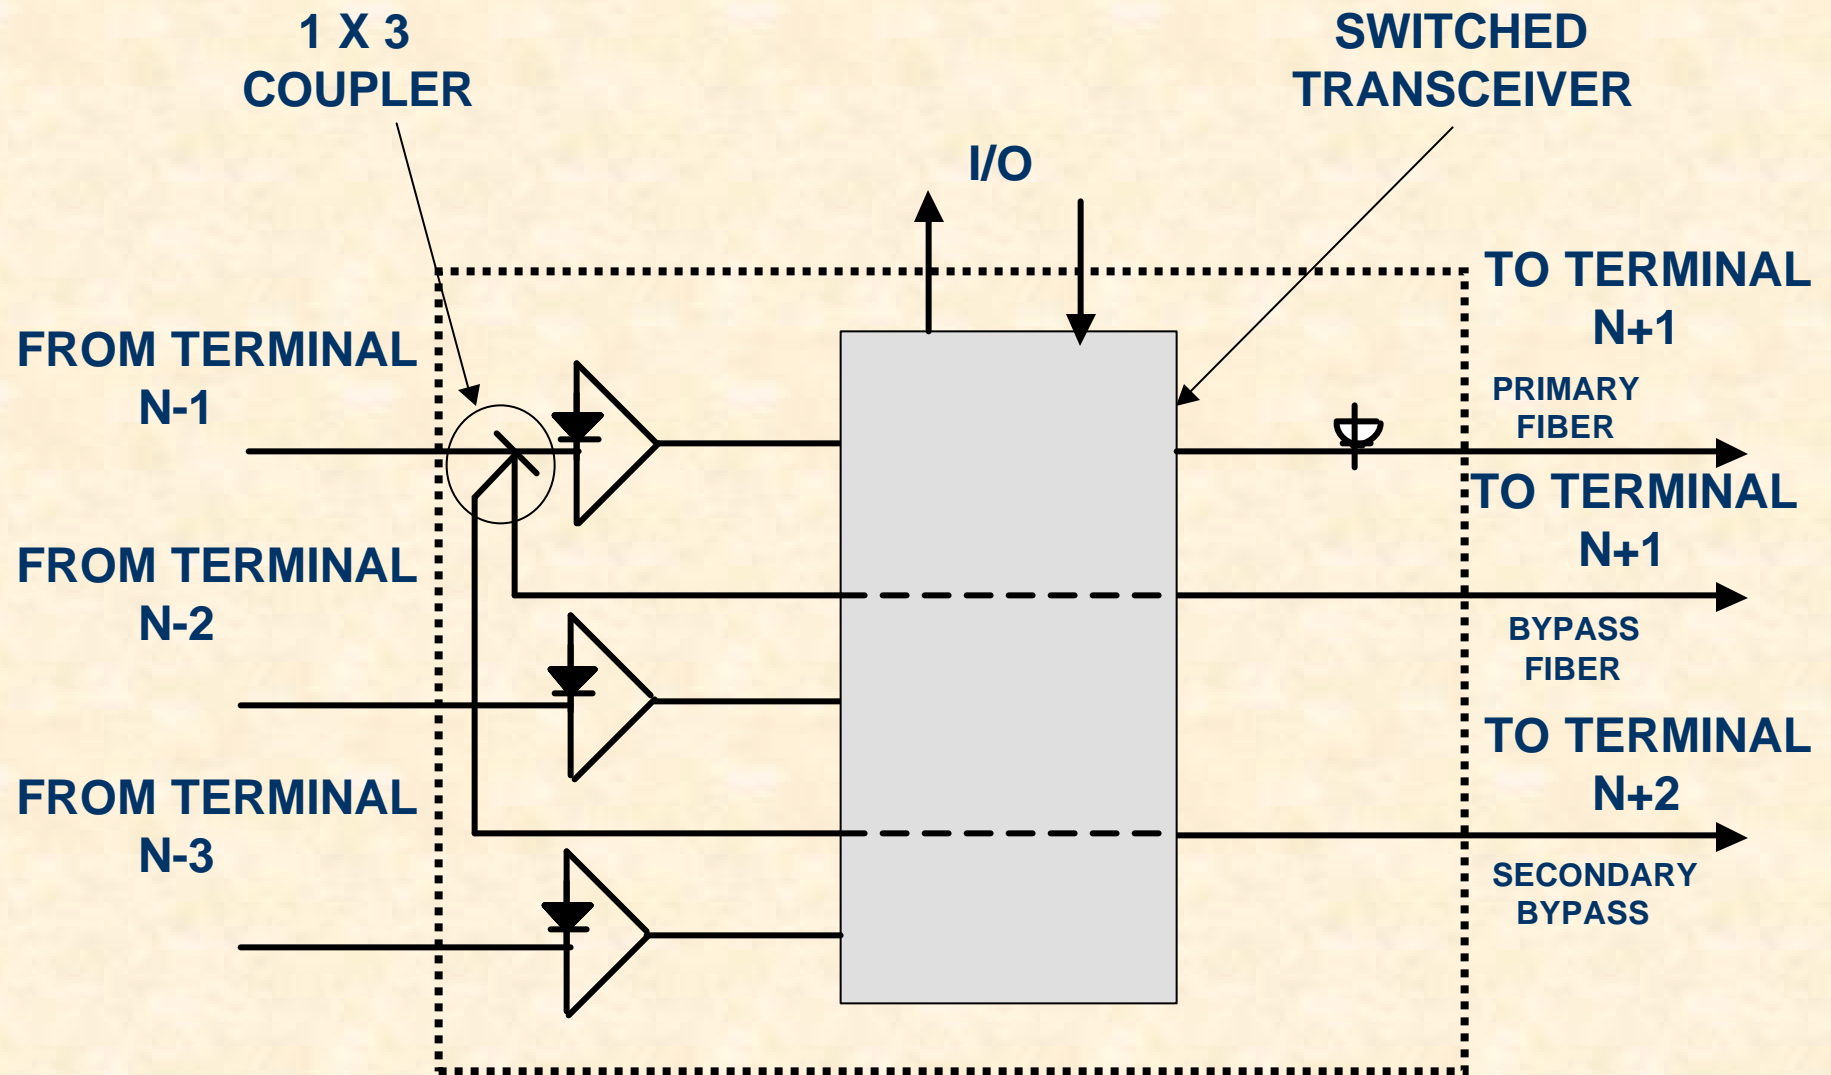 1 X 3
COUPLER
SWITCHED
TRANSCEIVER
I/O
FROM TERMINAL
N-1
FROM TERMINAL
N-2
FROM TERMINAL
N-3
TO TERMINAL
N+1
PRIMARY
FIBER
TO TERMINAL
N+1
BYPASS
FIBER
TO TERMINAL
N+2
SECONDARY
BYPASS